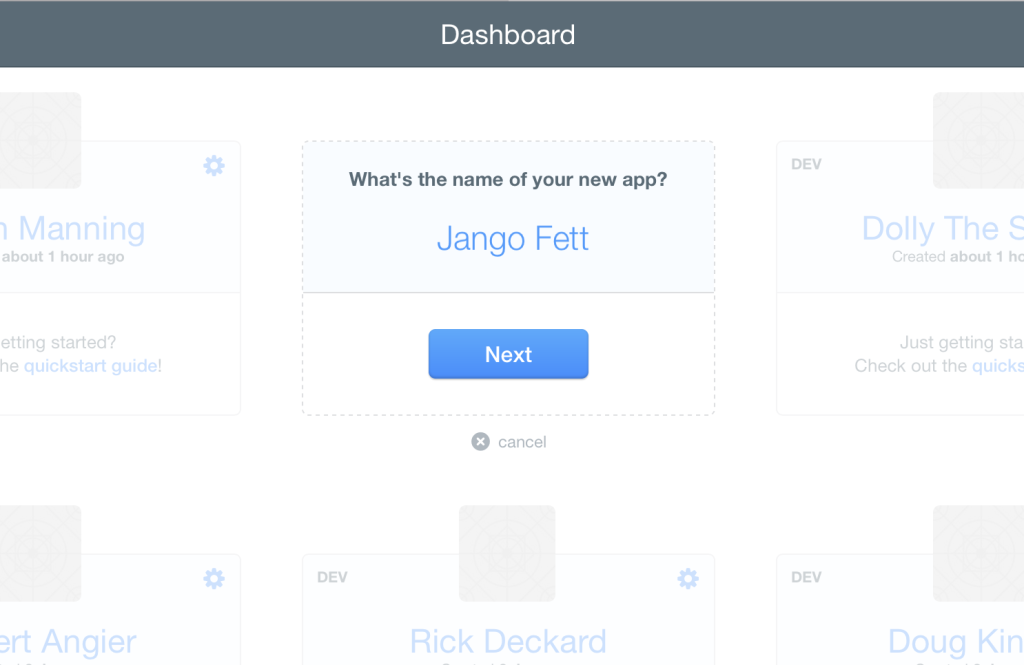 Dashboard
Manning
about 1 hour ago
etting started?
he quickstart guide!
What's the name of your new app?
Jango Fett
Next
cancel
DEV
Dolly The S
Created about 1 ho
Just getting sta
Check out the quicks
ert Angier
DEV
Rick Deckard
DEV
Doug Kin